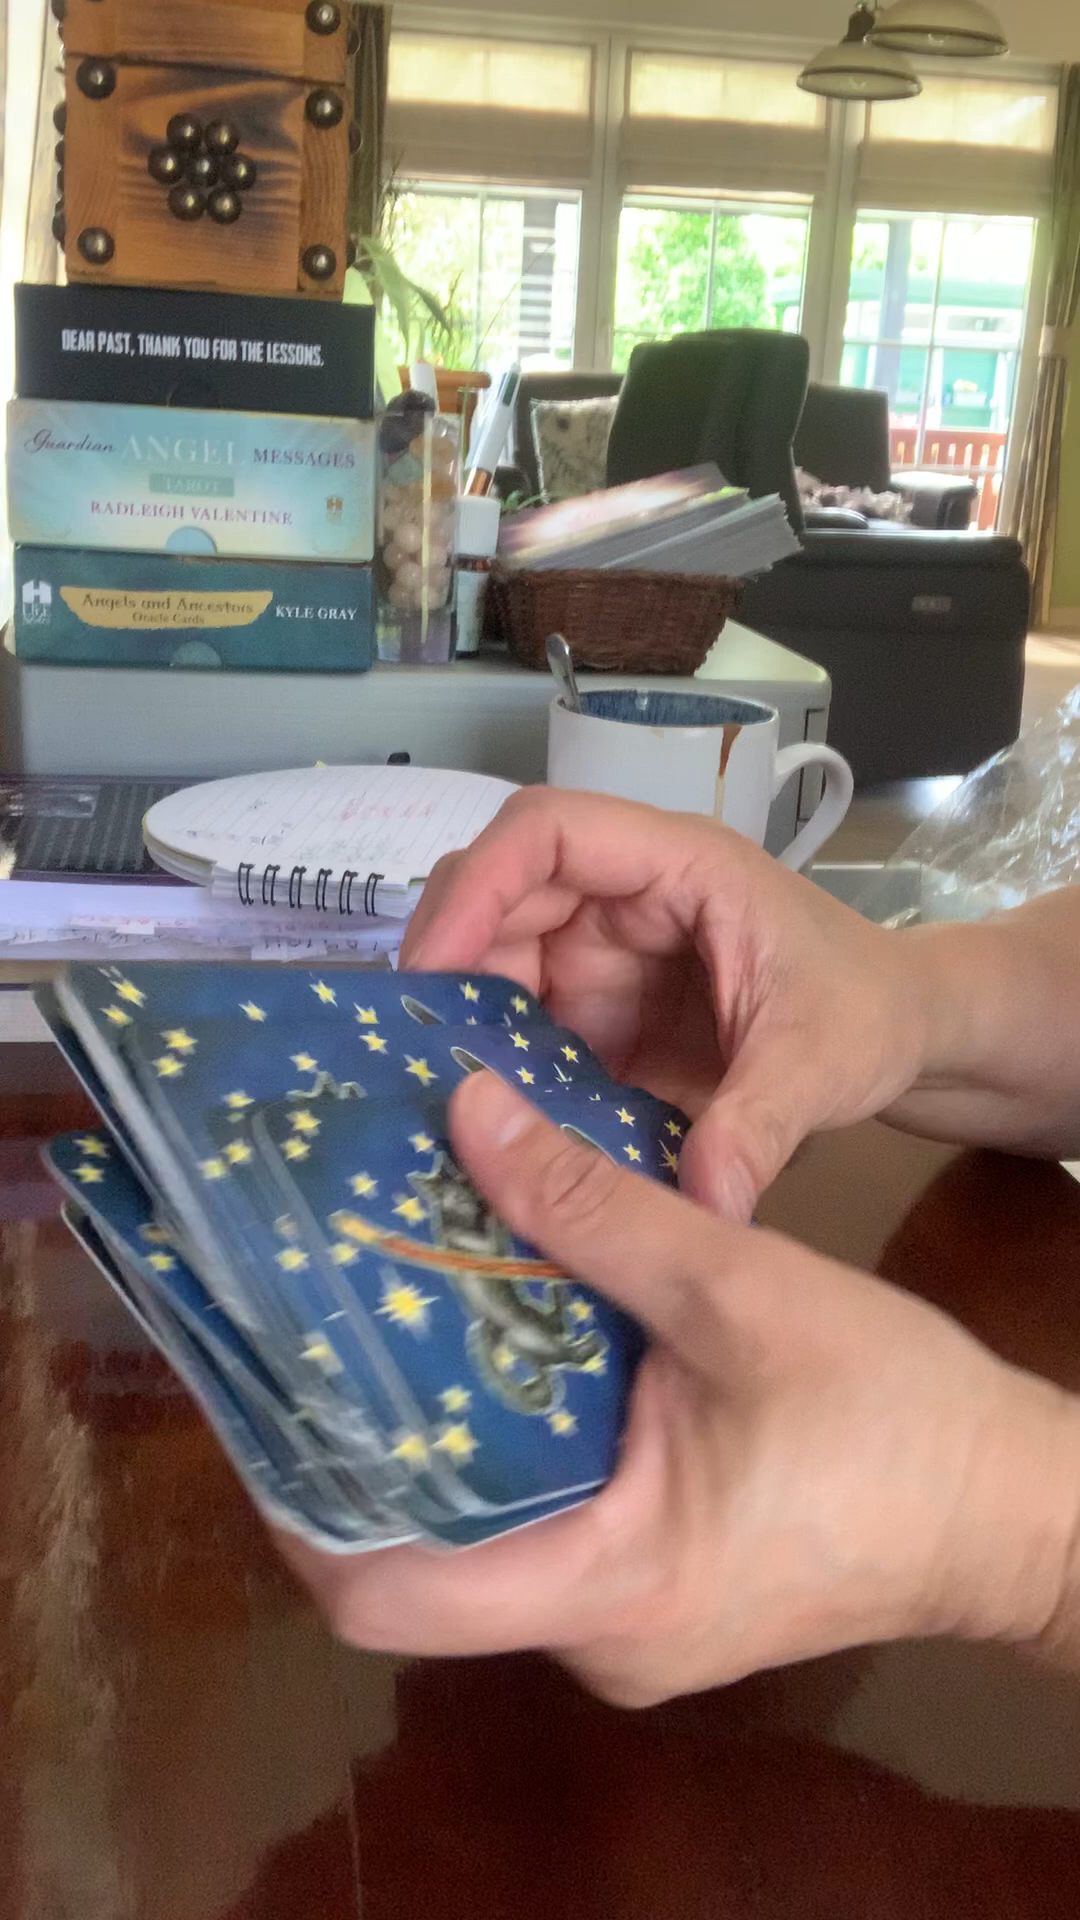 DEAR PAST, THANK YOU FOR THE LESSONS.
Guardian ANGEL MESSAGES
TAROT
RADLEIGH VALENTINE
Angels and Ancestors
Oracle Cards
KYLE GRAY